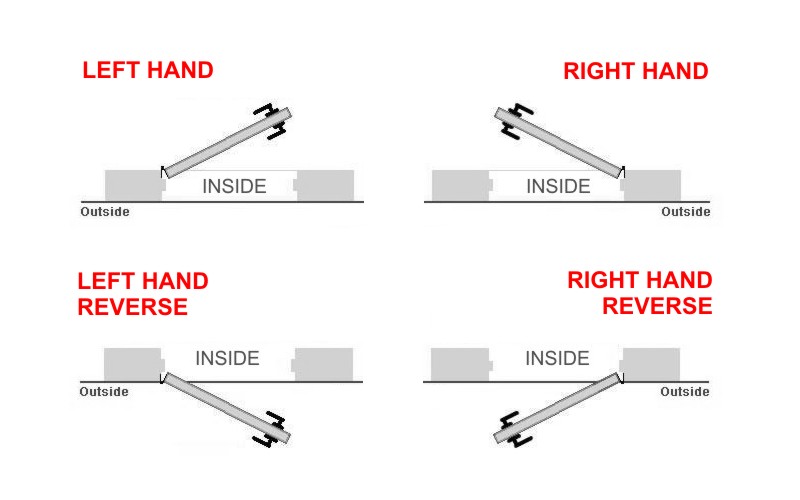 LEFT HAND
RIGHT HAND
INSIDE
INSIDE
Outside
Outside
LEFT HAND
REVERSE
RIGHT HAND
REVERSE
INSIDE
INSIDE
Outside
Outside